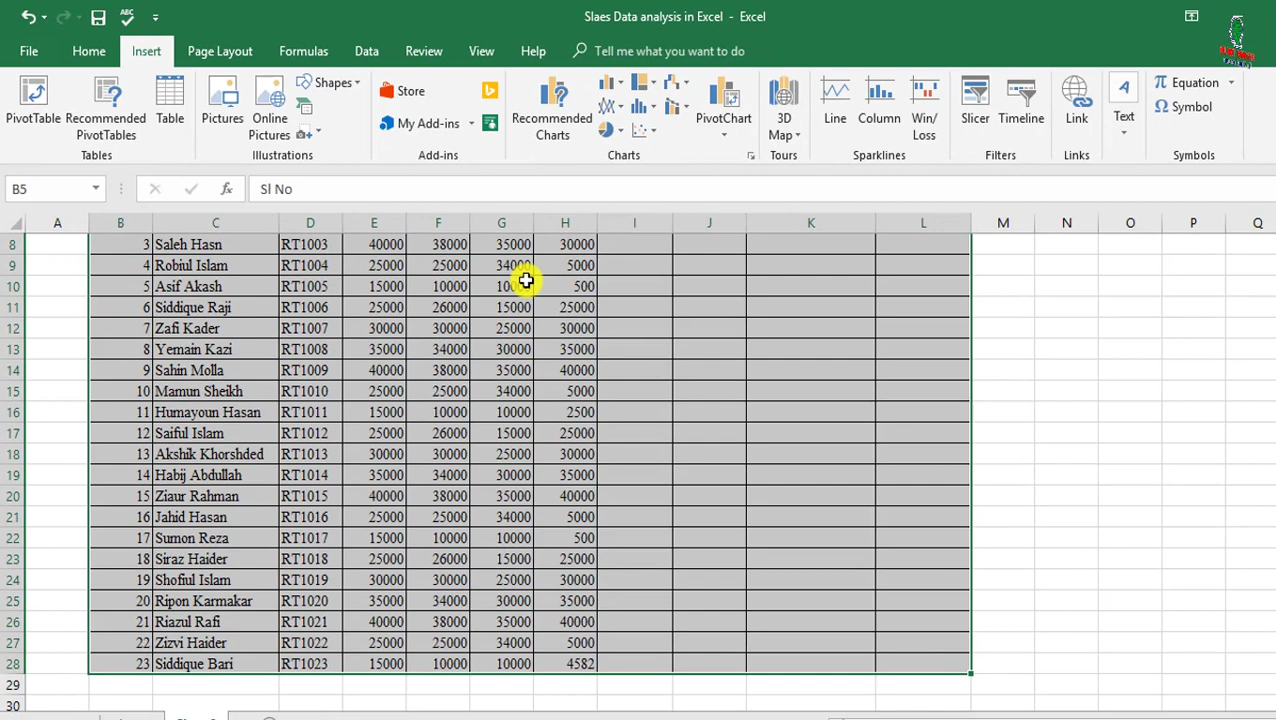 Slaes Data analysis in Excel - Excel
ABC
File Home Insert Page Layout Formulas Data Review View Help Tell me what you want to do
PivotTable Recommended PivotTables Table Pictures Online Pictures Shapes Store My Add-ins Recommended Charts PivotChart 3D Map Line Column Win/Loss Slicer Timeline Link Text Equation Symbol
Tables Illustrations Add-ins Charts Tours Sparklines Filters Links Symbols
B5 fx Sl No
A B C D E F G H I J K L M N O P Q
8 3 Saleh Hasn RT1003 40000 38000 35000 30000
9 4 Robiul Islam RT1004 25000 25000 34000 5000
10 5 Asif Akash RT1005 15000 10000 500
11 6 Siddique Raji RT1006 25000 26000 15000 25000
12 7 Zafi Kader RT1007 30000 30000 25000 30000
13 8 Yemain Kazi RT1008 35000 34000 30000 35000
14 9 Sahin Molla RT1009 40000 38000 35000 40000
15 10 Mamun Sheikh RT1010 25000 25000 34000 5000
16 11 Humayoun Hasan RT1011 15000 10000 10000 2500
17 12 Saiful Islam RT1012 25000 26000 15000 25000
18 13 Akshik Khorshded RT1013 30000 30000 25000 30000
19 14 Habij Abdullah RT1014 35000 34000 30000 35000
20 15 Ziaur Rahman RT1015 40000 38000 35000 40000
21 16 Jahid Hasan RT1016 25000 25000 34000 5000
22 17 Sumon Reza RT1017 15000 10000 10000 500
23 18 Siraz Haider RT1018 25000 26000 15000 25000
24 19 Shofiul Islam RT1019 30000 30000 25000 30000
25 20 Ripon Karmakar RT1020 35000 34000 30000 35000
26 21 Riazul Rafi RT1021 40000 38000 35000 40000
27 22 Zizvi Haider RT1022 25000 25000 34000 5000
28 23 Siddique Bari RT1023 15000 10000 10000 4582
29
30